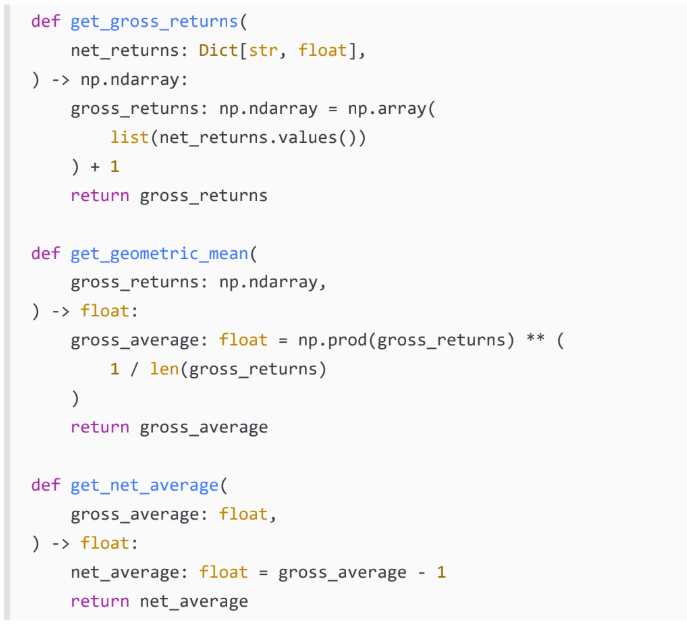 def get_gross_returns(
    net_returns: Dict[str, float],
) -> np.ndarray:
    gross_returns: np.ndarray = np.array(
        list(net_returns.values())
    ) + 1
    return gross_returns

def get_geometric_mean(
    gross_returns: np.ndarray,
) -> float:
    gross_average: float = np.prod(gross_returns) ** (
        1 / len(gross_returns)
    )
    return gross_average

def get_net_average(
    gross_average: float,
) -> float:
    net_average: float = gross_average - 1
    return net_average